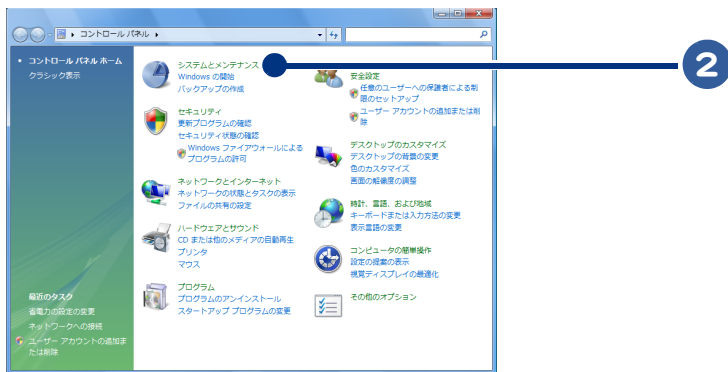 コントロール パネル
コントロール パネル ホーム
クラシック表示
システムとメンテナンス
Windows の開始
バックアップの作成
セキュリティ
更新プログラムの確認
セキュリティ状態の確認
Windows ファイアウォールによる
プログラムの許可
ネットワークとインターネット
ネットワークの状態とタスクの表示
ファイルの共有の設定
ハードウェアとサウンド
CD または他のメディアの自動再生
プリンタ
マウス
プログラム
プログラムのアンインストール
スタートアップ プログラムの変更
安全設定
任意のユーザーへの保護者による制
限のセットアップ
ユーザー アカウントの追加または削
除
デスクトップのカスタマイズ
デスクトップの背景の変更
色のカスタマイズ
画面の解像度の調整
時計、言語、および地域
キーボードまたは入力方法の変更
表示言語の変更
コンピュータの簡単操作
設定の提案の表示
視覚ディスプレイの最適化
その他のオプション
最近のタスク
省電力の設定の変更
ネットワークへの接続
ユーザー アカウントの追加ま
たは削除
2